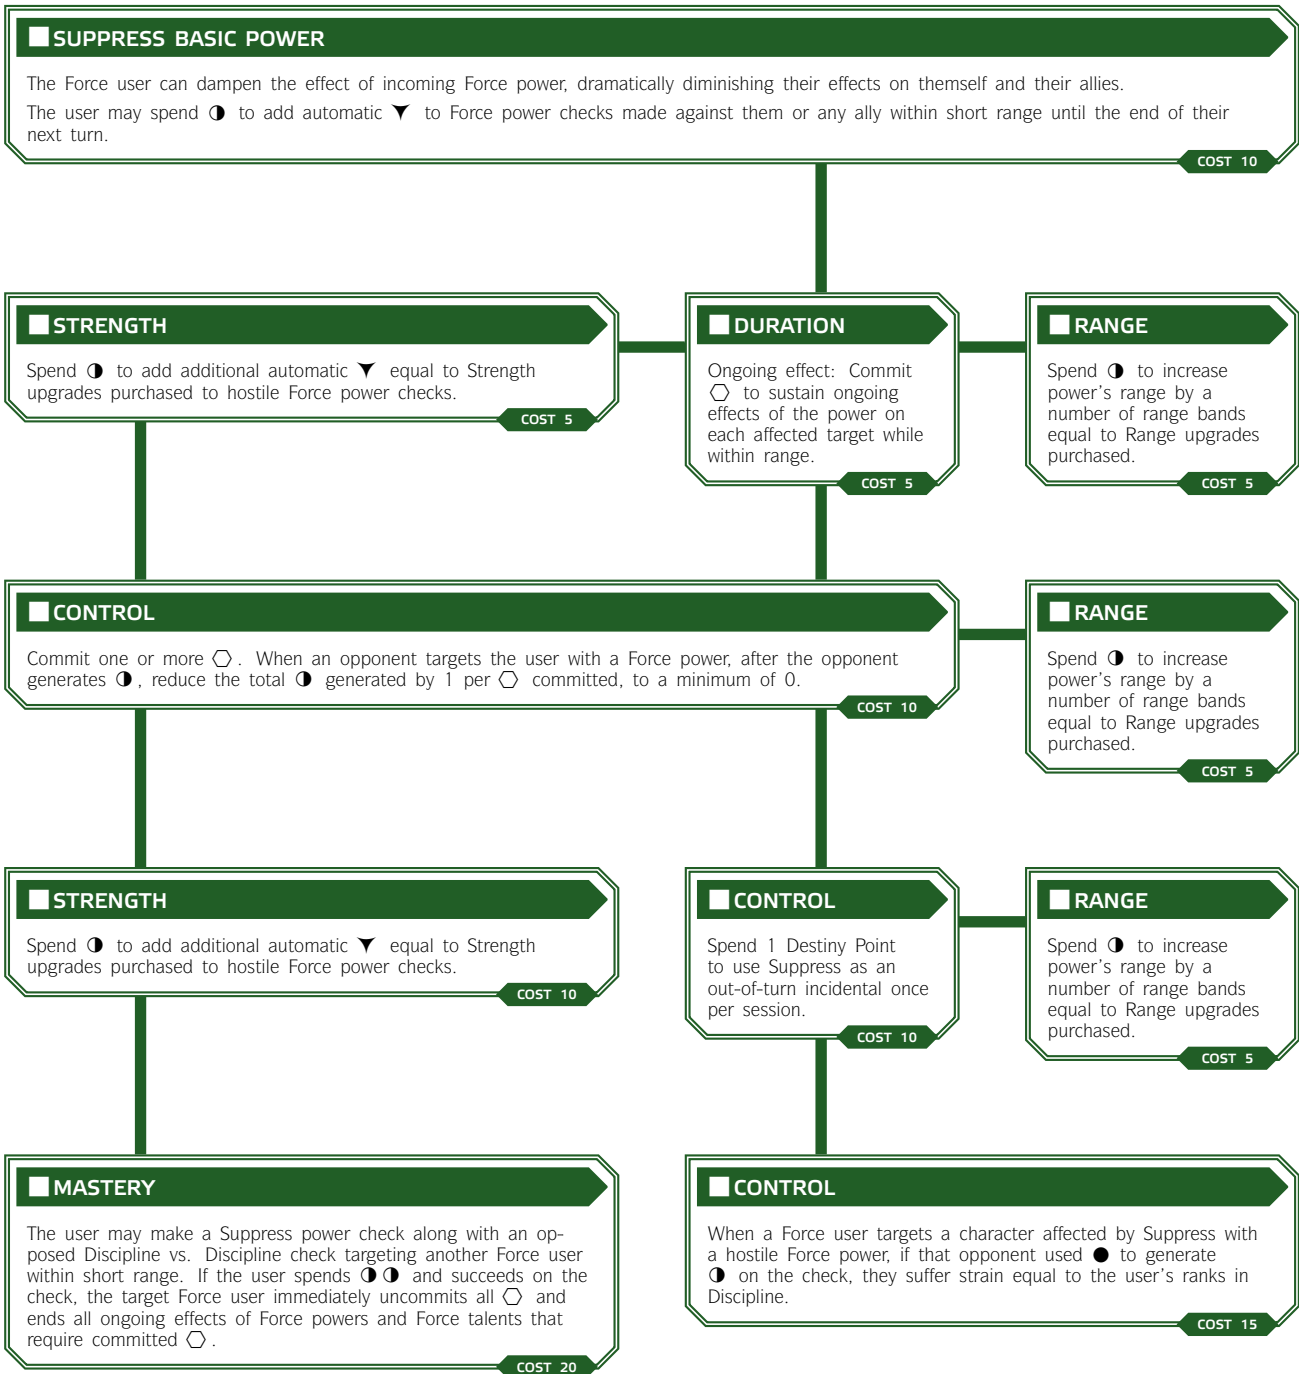 SUPPRESS BASIC POWER
The Force user can dampen the effect of incoming Force power, dramatically diminishing their effects on themself and their allies.
The user may spend ◑ to add automatic ▼ to Force power checks made against them or any ally within short range until the end of their
next turn.
COST 10
STRENGTH
Spend ◑ to add additional automatic ▼ equal to Strength
upgrades purchased to hostile Force power checks.
COST 5
DURATION
Ongoing effect: Commit
⬡ to sustain ongoing
effects of the power on
each affected target while
within range.
COST 5
RANGE
Spend ◑ to increase
power's range by a
number of range bands
equal to Range upgrades
purchased.
COST 5
CONTROL
Commit one or more ⬡. When an opponent targets the user with a Force power, after the opponent
generates ◑, reduce the total ◑ generated by 1 per ⬡ committed, to a minimum of 0.
COST 10
RANGE
Spend ◑ to increase
power's range by a
number of range bands
equal to Range upgrades
purchased.
COST 5
STRENGTH
Spend ◑ to add additional automatic ▼ equal to Strength
upgrades purchased to hostile Force power checks.
COST 10
CONTROL
Spend 1 Destiny Point
to use Suppress as an
out-of-turn incidental once
per session.
COST 10
RANGE
Spend ◑ to increase
power's range by a
number of range bands
equal to Range upgrades
purchased.
COST 5
MASTERY
The user may make a Suppress power check along with an op-
posed Discipline vs. Discipline check targeting another Force user
within short range. If the user spends ◑◑ and succeeds on the
check, the target Force user immediately uncommits all ⬡ and
ends all ongoing effects of Force powers and Force talents that
require committed ⬡.
COST 20
CONTROL
When a Force user targets a character affected by Suppress with
a hostile Force power, if that opponent used ● to generate
◑ on the check, they suffer strain equal to the user's ranks in
Discipline.
COST 15